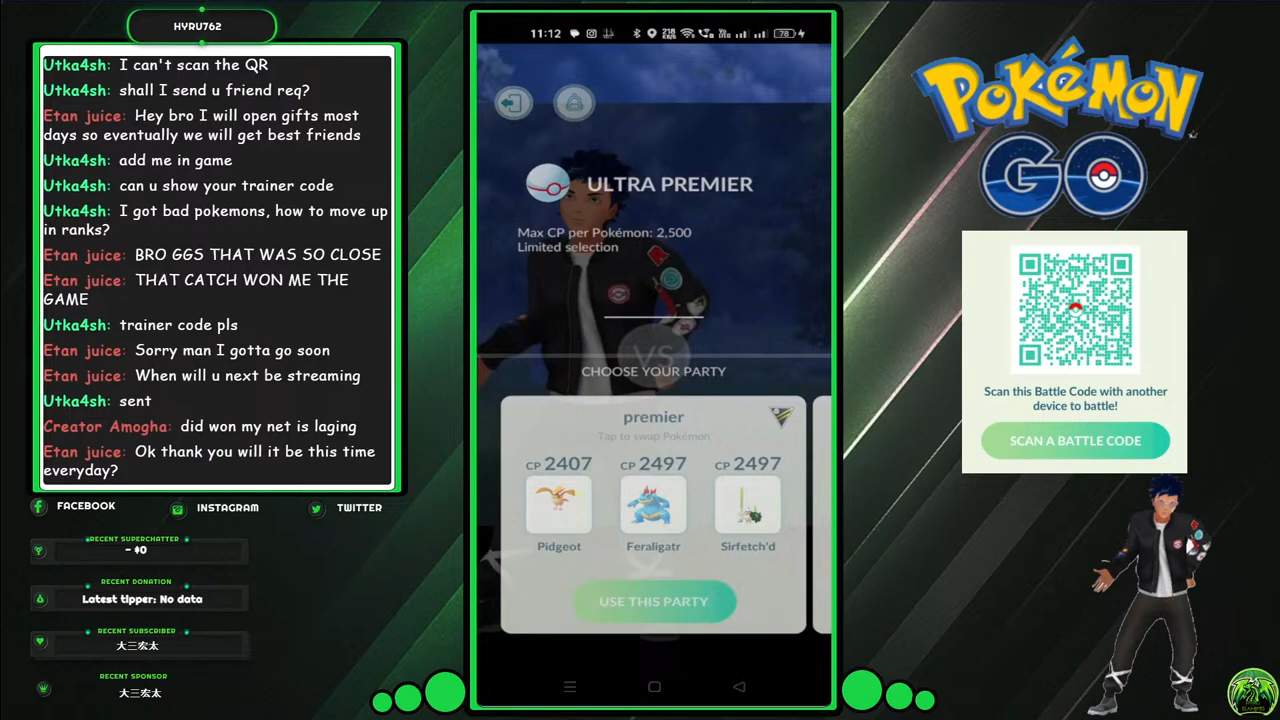 HYRU762
Utka4sh: I can't scan the QR
Utka4sh: shall I send u friend req?
Etan juice: Hey bro I will open gifts most
days so eventually we will get best friends
Utka4sh: add me in game
Utka4sh: can u show your trainer code
Utka4sh: I got bad pokemons, how to move up
in ranks?
Etan juice: BRO GGS THAT WAS SO CLOSE
Etan juice: THAT CATCH WON ME THE
GAME
Utka4sh: trainer code pls
Etan juice: Sorry man I gotta go soon
Etan juice: When will u next be streaming
Utka4sh: sent
Creator Amogha: did won my net is laging
Etan juice: Ok thank you will it be this time
everyday?
FACEBOOK INSTAGRAM TWITTER
RECENT SUPERCHATTER
- $0
RECENT DONATION
Latest tipper: No data
RECENT SUBSCRIBER
大三宏太
RECENT SPONSOR
大三宏太
11:12 218 KB/S 78
ULTRA PREMIER
Max CP per Pokémon: 2,500
Limited selection
VS
CHOOSE YOUR PARTY
premier
Tap to swap Pokémon
CP 2407 CP 2497 CP 2497
Pidgeot Feraligatr Sirfetch'd
USE THIS PARTY
POKéMON
GO
Scan this Battle Code with another
device to battle!
SCAN A BATTLE CODE